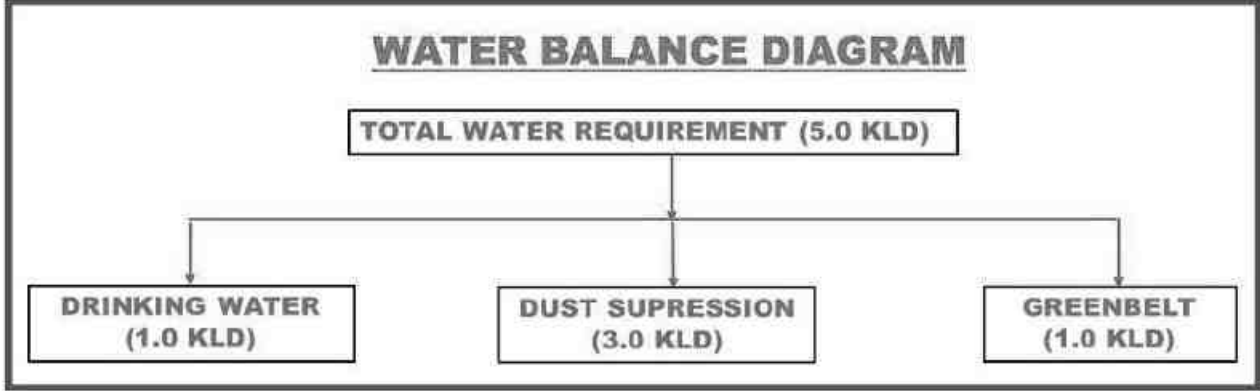 WATER BALANCE DIAGRAM
TOTAL WATER REQUIREMENT (5.0 KLD)
DRINKING WATER
(1.0 KLD)
DUST SUPRESSION
(3.0 KLD)
GREENBELT
(1.0 KLD)